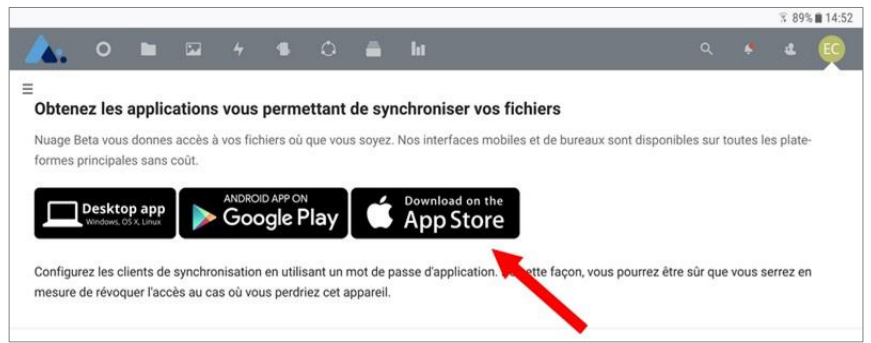 89% 14:52
EC
Obtenez les applications vous permettant de synchroniser vos fichiers
Nuage Beta vous donnes accès à vos fichiers où que vous soyez. Nos interfaces mobiles et de bureaux sont disponibles sur toutes les plate-
formes principales sans coût.
Desktop app
Windows, OS X, Linux
ANDROID APP ON
Google Play
Download on the
App Store
Configurez les clients de synchronisation en utilisant un mot de passe d'application. cette façon, vous pourrez être sûr que vous serrez en
mesure de révoquer l'accès au cas où vous perdriez cet appareil.